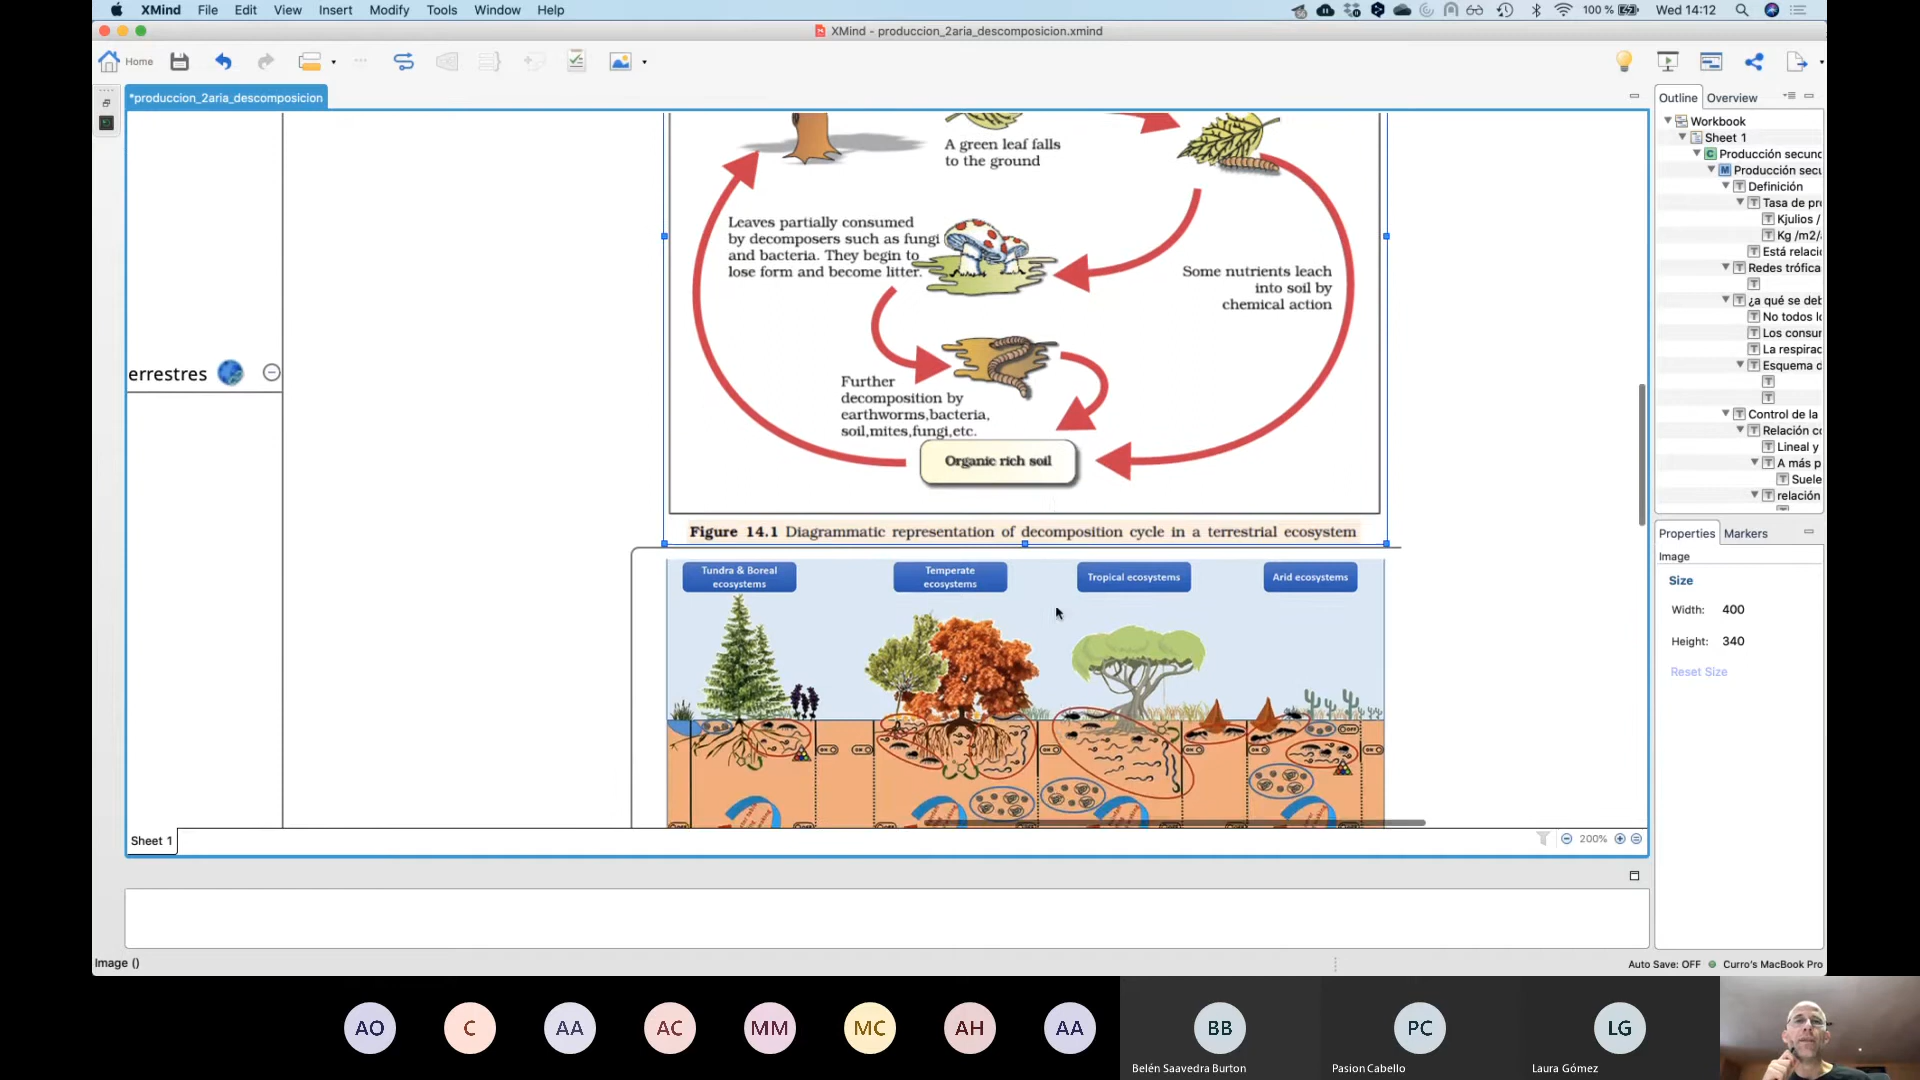 XMind File Edit View Insert Modify Tools Window Help
100 % Wed 14:12
XMind - produccion_2aria_descomposicion.xmind
Home
*produccion_2aria_descomposicion
A green leaf falls
to the ground
Leaves partially consumed
by decomposers such as fungi
and bacteria. They begin to
lose form and become litter.
Some nutrients leach
into soil by
chemical action
Further
decomposition by
earthworms,bacteria,
soil,mites,fungi,etc.
Organic rich soil
Figure 14.1 Diagrammatic representation of decomposition cycle in a terrestrial ecosystem
errestres
Tundra & Boreal
ecosystems
Temperate
ecosystems
Tropical ecosystems
Arid ecosystems
Sheet 1
200%
Outline Overview
Workbook
Sheet 1
Producción secund
Producción secu
Definición
Tasa de pro
Kjulios /
Kg /m2/
Está relaci
Redes trófica
¿a qué se deb
No todos l
Los consur
La respirac
Esquema d
Control de la
Relación co
Lineal y
A más p
Suele
relación
Properties Markers
Image
Size
Width: 400
Height: 340
Reset Size
Image ()
Auto Save: OFF Curro's MacBook Pro
AO C AA AC MM MC AH AA BB PC LG
Belén Saavedra Burton Pasion Cabello Laura Gómez